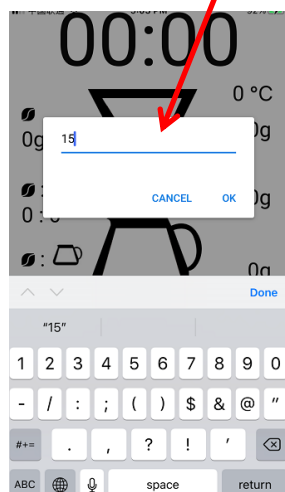 00:00
0 °C
0g
15
CANCEL OK
0 :
:
0g
Done
"15"
1 2 3 4 5 6 7 8 9 0
- / : ; ( ) $ & @ "
#+= . , ? ! '
ABC space return